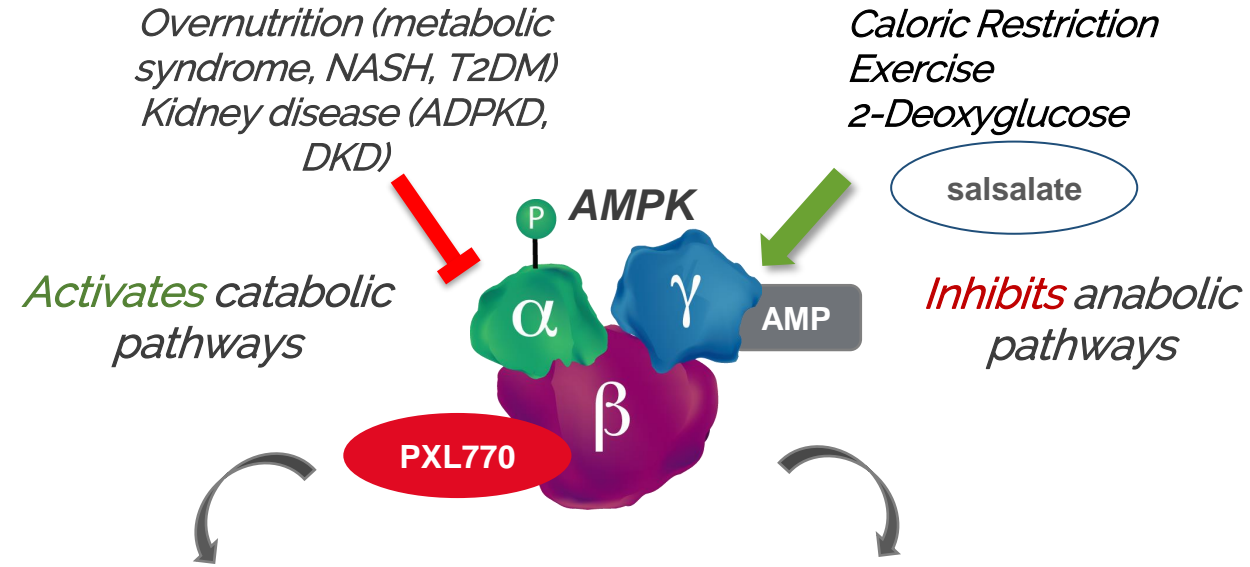 Overnutrition (metabolic
syndrome, NASH, T2DM)
Kidney disease (ADPKD,
DKD)
Caloric Restriction
Exercise
2-Deoxyglucose
salsalate
P
AMPK
Activates catabolic
pathways
α
γ
AMP
Inhibits anabolic
pathways
β
PXL770